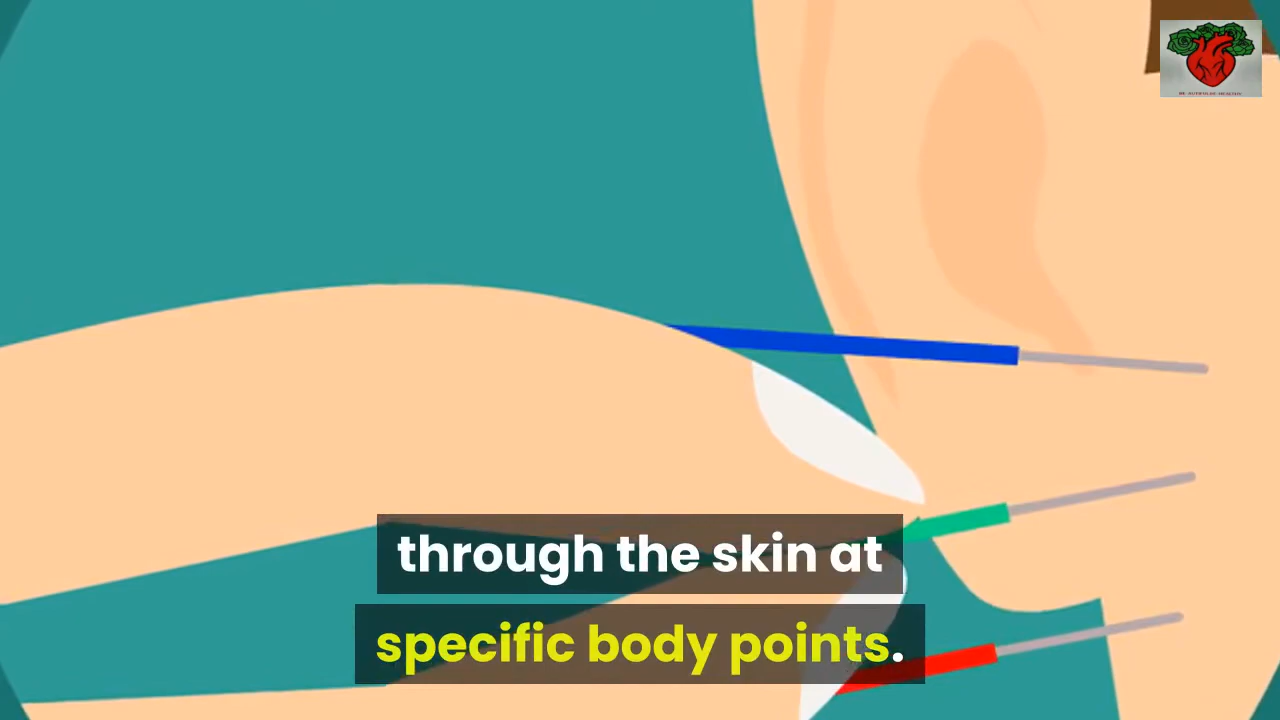 through the skin at
specific body points.